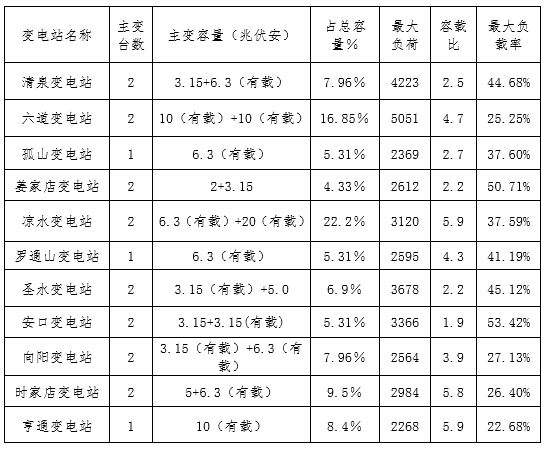 变电站名称 主变台数 主变容量（兆伏安） 占总容量% 最大负荷 容载比 最大负载率
清泉变电站 2 3.15+6.3（有载） 7.96% 4223 2.5 44.68%
六道变电站 2 10（有载）+10（有载） 16.85% 5051 4.7 25.25%
孤山变电站 1 6.3（有载） 5.31% 2369 2.7 37.60%
姜家店变电站 2 2+3.15 4.33% 2612 2.2 50.71%
凉水变电站 2 6.3（有载）+20（有载） 22.2% 3120 5.9 37.59%
罗通山变电站 1 6.3（有载） 5.31% 2595 4.3 41.19%
圣水变电站 2 3.15（有载）+5.0 6.9% 3678 2.2 45.12%
安口变电站 2 3.15+3.15(有载) 5.31% 3366 1.9 53.42%
向阳变电站 2 3.15（有载）+6.3（有载） 7.96% 2564 3.9 27.13%
时家店变电站 2 5+6.3（有载） 9.5% 2984 5.8 26.40%
亨通变电站 1 10（有载） 8.4% 2268 5.9 22.68%